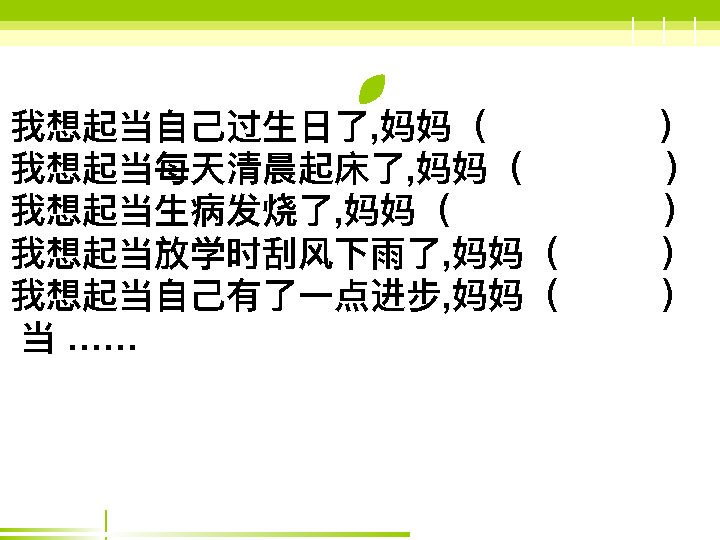 我想起当自己过生日了,妈妈（                ）
我想起当每天清晨起床了,妈妈（             ）
我想起当生病发烧了,妈妈（                   ）
我想起当放学时刮风下雨了,妈妈（         ）
我想起当自己有了一点进步,妈妈（         ）
当 ……